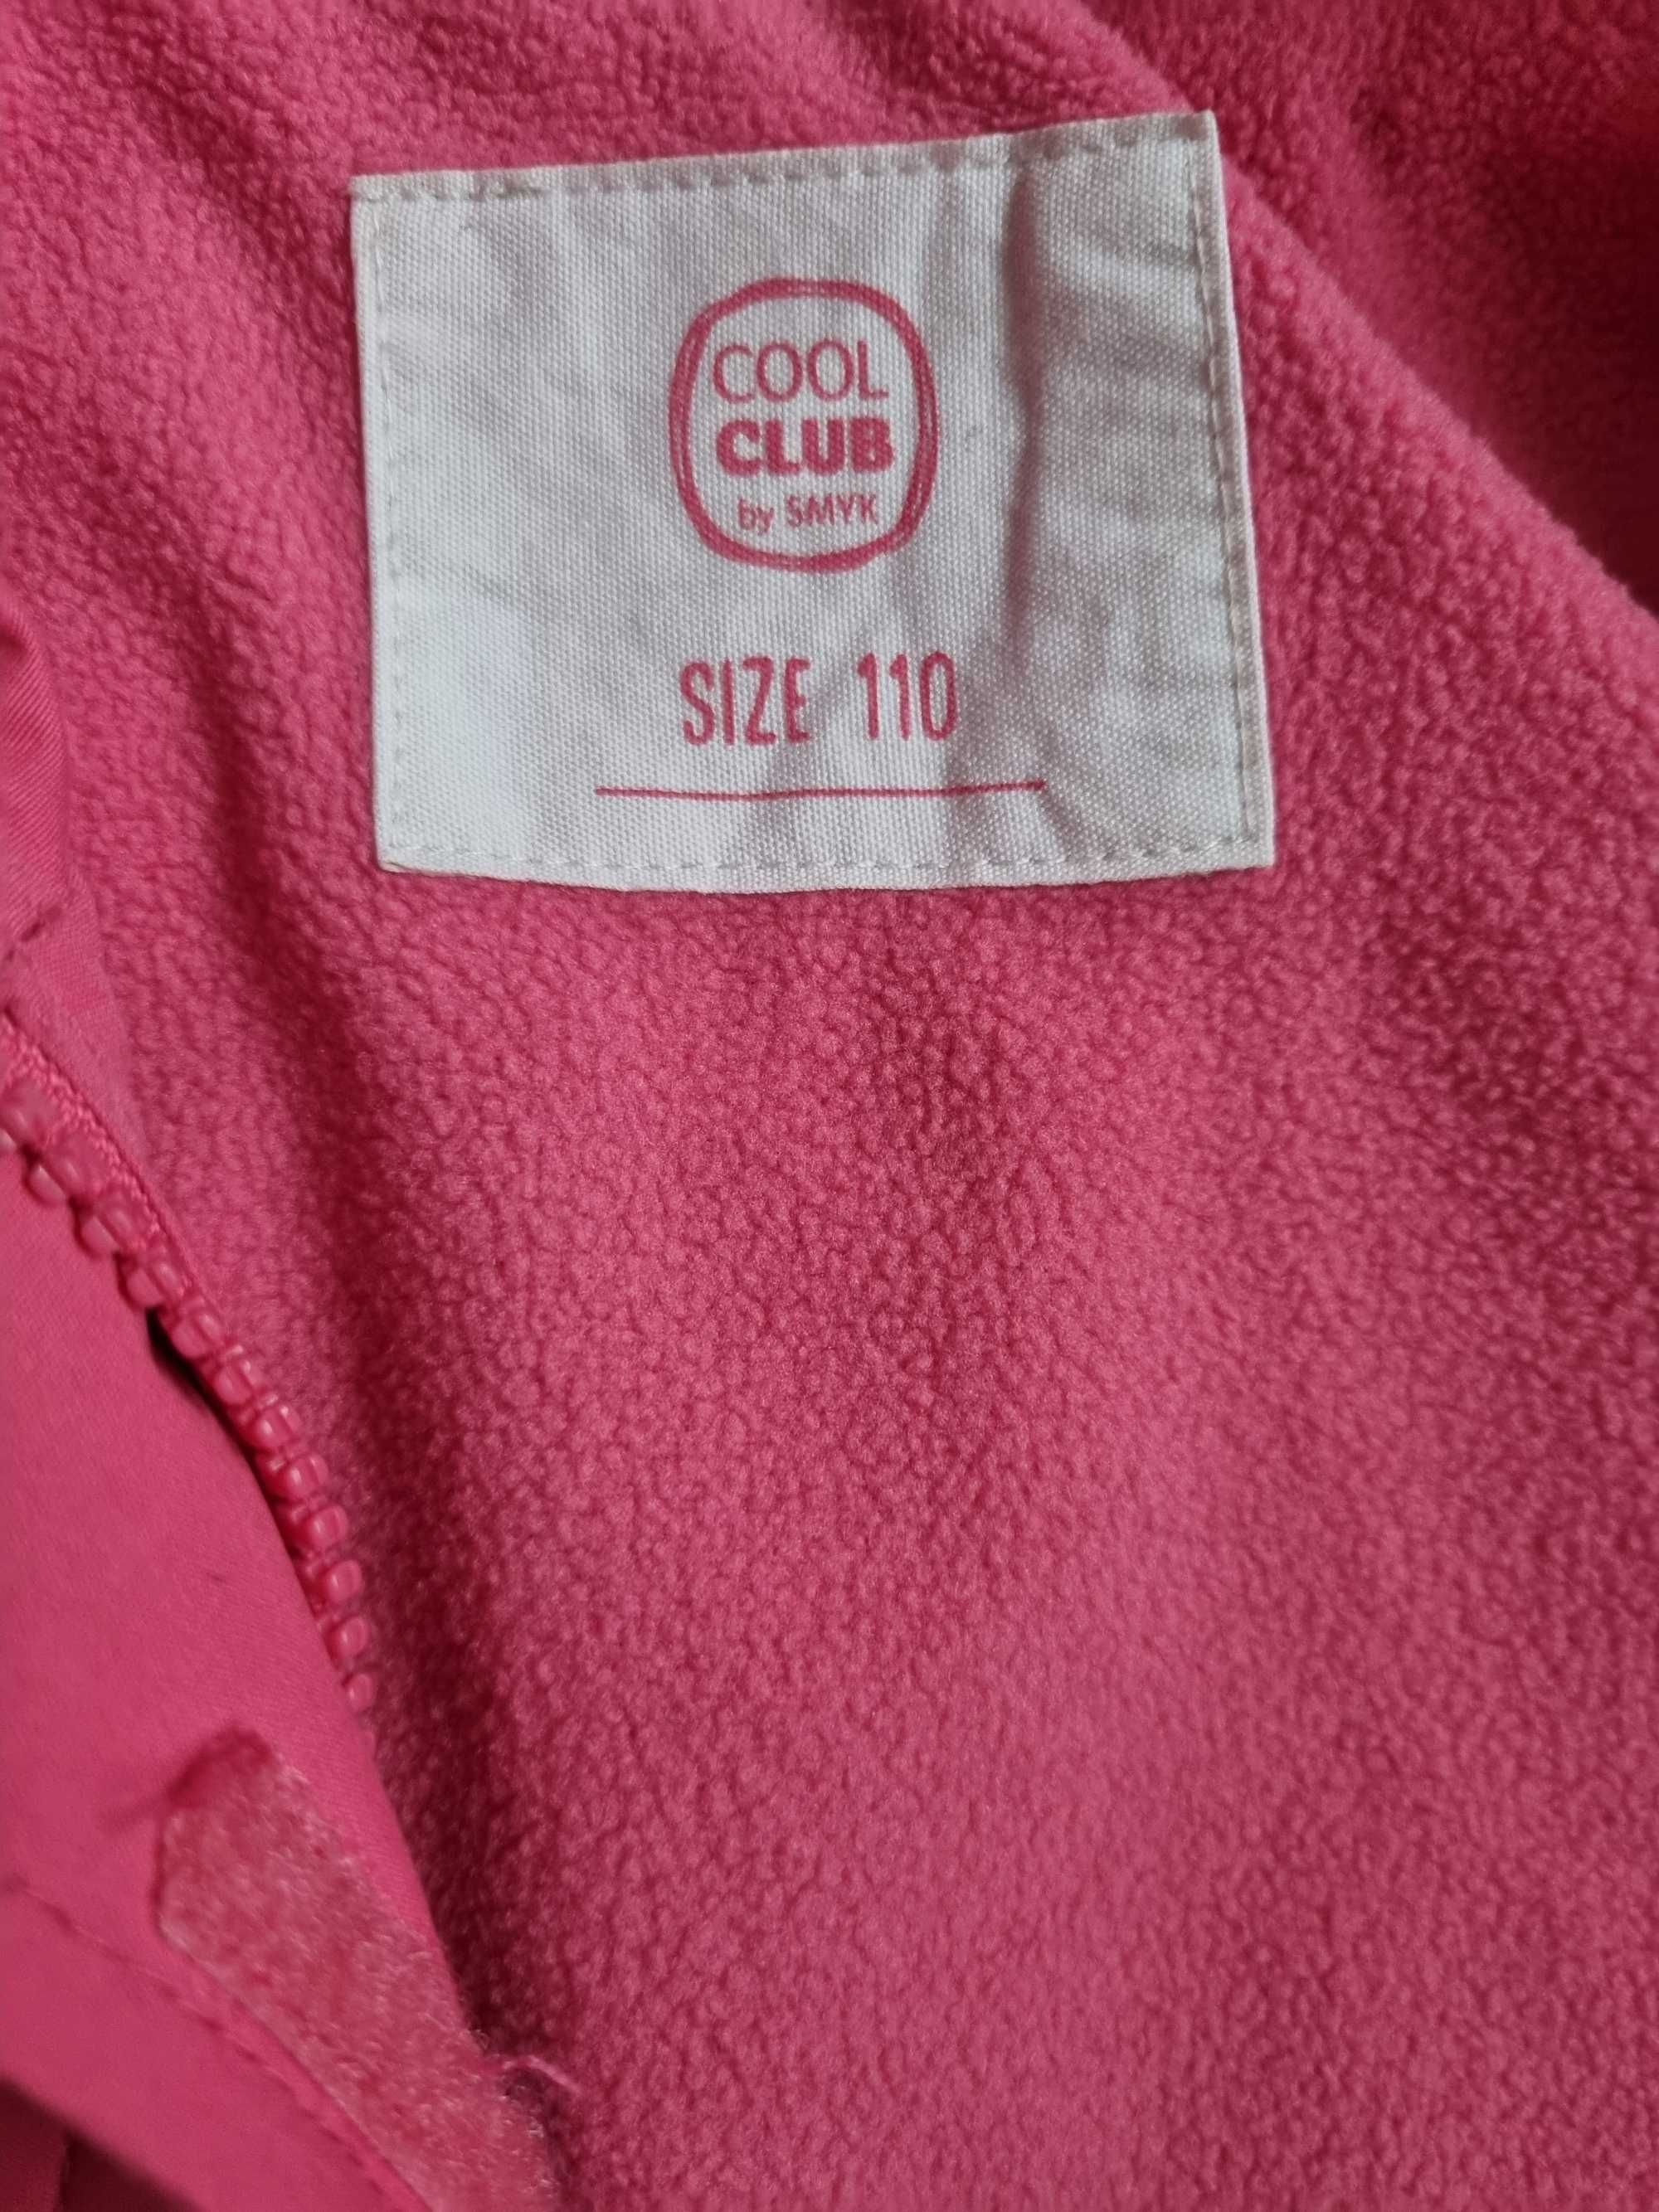 COOL
CLUB
by SMYK
SIZE 110